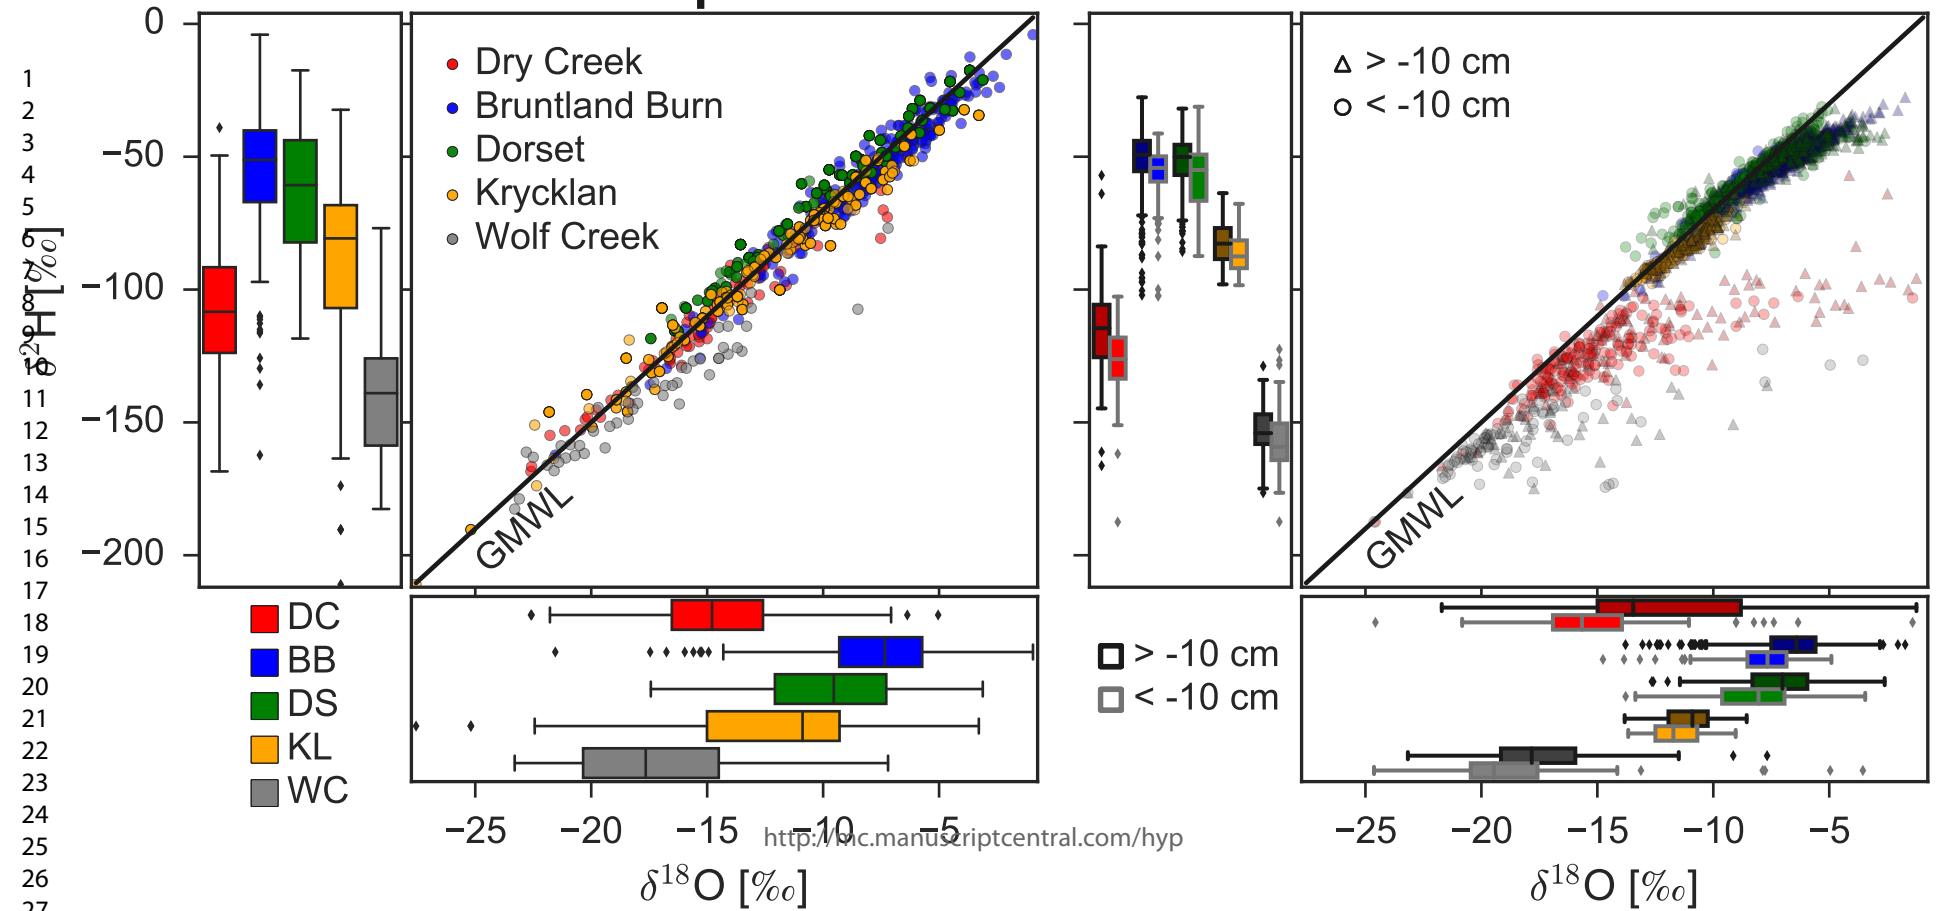 0
−50
−100
−150
−200
δ²H [‰]
1
2
3
4
5
6
7
8
9
10
11
12
13
14
15
16
17
18
19
20
21
22
23
24
25
26
27
Dry Creek
Bruntland Burn
Dorset
Krycklan
Wolf Creek
GMWL
> -10 cm
< -10 cm
GMWL
DC
BB
DS
KL
WC
> -10 cm
< -10 cm
−25 −20 −15 −10 −5
−25 −20 −15 −10 −5
http://mc.manuscriptcentral.com/hyp
δ¹⁸O [‰]
δ¹⁸O [‰]